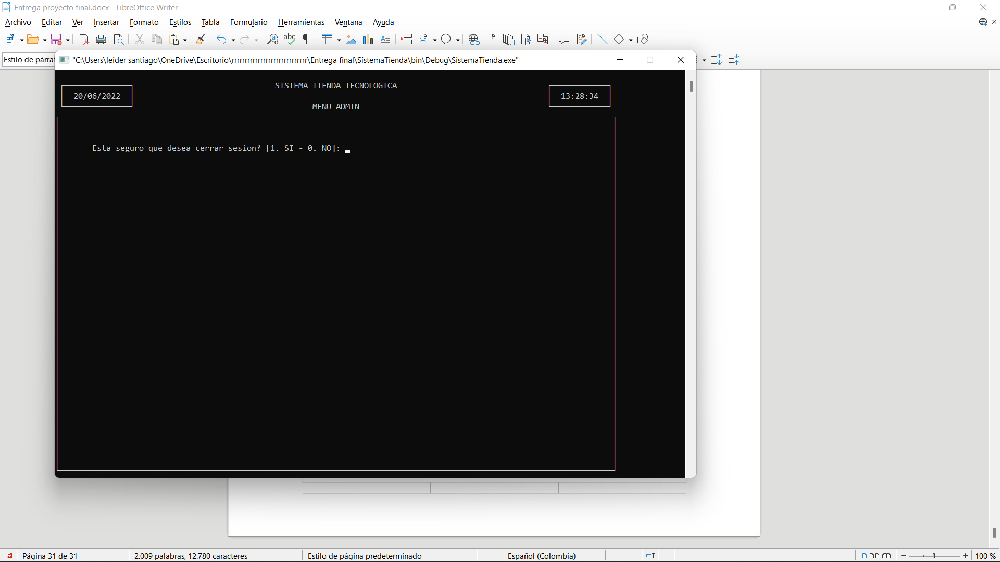 Entrega proyecto final.docx - LibreOffice Writer
Archivo Editar Ver Insertar Formato Estilos Tabla Formulario Herramientas Ventana Ayuda
Estilo de párraf
"C:\Users\leider santiago\OneDrive\Escritorio\rrrrrrrrrrrrrrrrrrrrrrrrrrrrr\Entrega final\SistemaTienda\bin\Debug\SistemaTienda.exe"
SISTEMA TIENDA TECNOLOGICA
20/06/2022
13:28:34
MENU ADMIN
Esta seguro que desea cerrar sesion? [1. SI - 0. NO]:
Página 31 de 31
2.009 palabras, 12.780 caracteres
Estilo de página predeterminado
Español (Colombia)
100 %